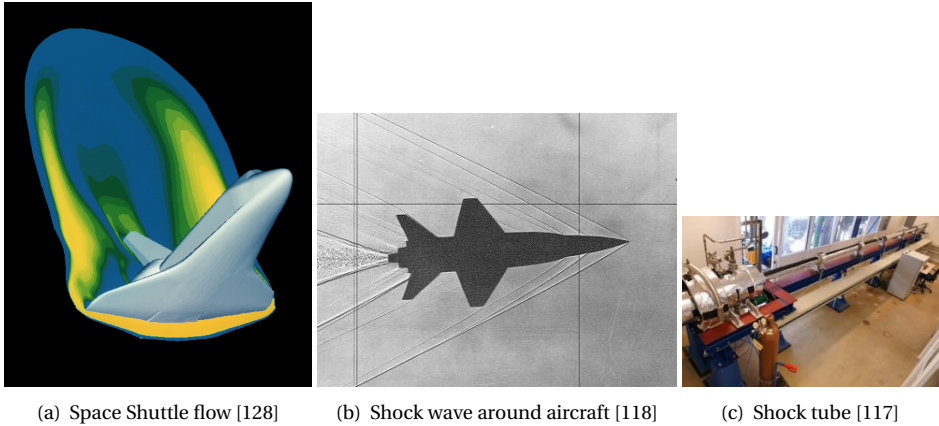 (a) Space Shuttle flow [128]
(b) Shock wave around aircraft [118]
(c) Shock tube [117]